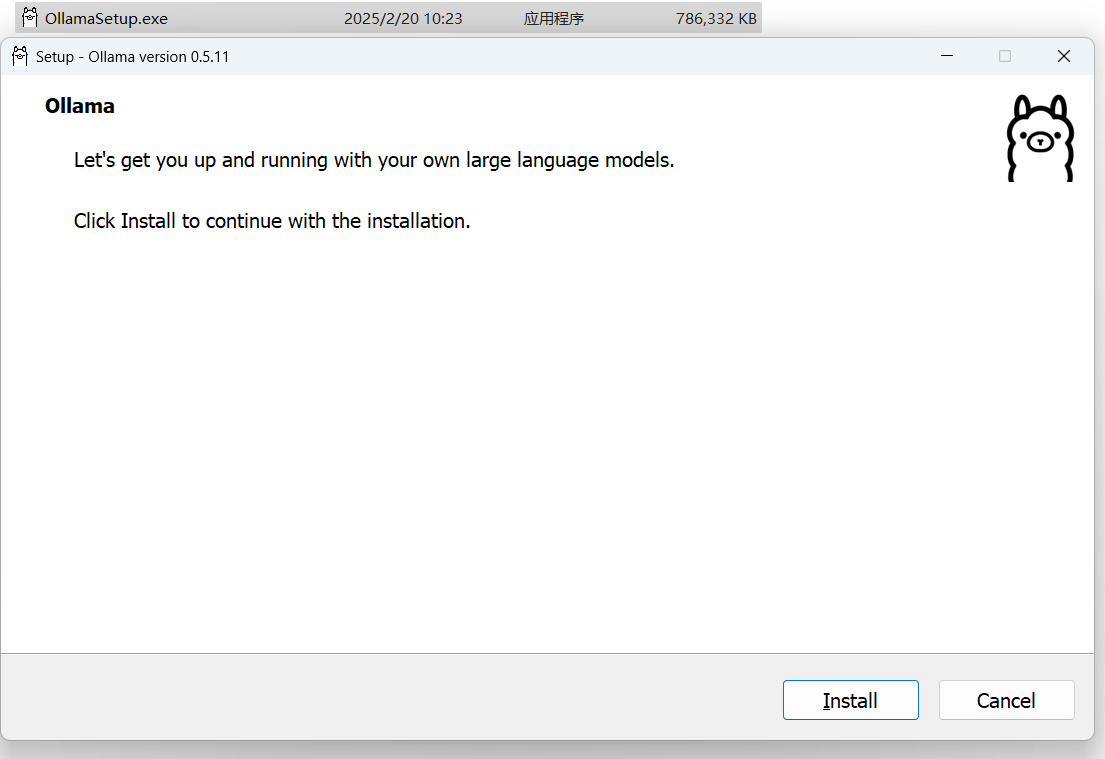 OllamaSetup.exe 2025/2/20 10:23 应用程序 786,332 KB
Setup - Ollama version 0.5.11
Ollama
Let's get you up and running with your own large language models.
Click Install to continue with the installation.
Install Cancel